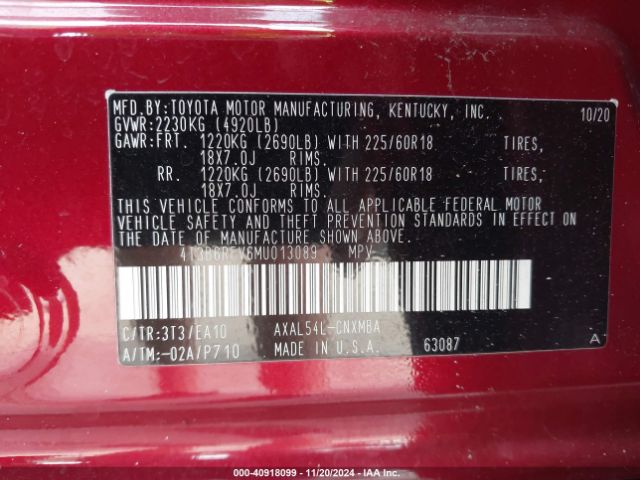 MFD. BY:TOYOTA MOTOR MANUFACTURING, KENTUCKY, INC. 10/20
GVWR:2230KG (4920LB)
GAWR:FRT. 1220KG (2690LB) WITH 225/60R18 TIRES,
18X7.0J RIMS.
RR. 1220KG (2690LB) WITH 225/60R18 TIRES,
18X7.0J RIMS.
THIS VEHICLE CONFORMS TO ALL APPLICABLE FEDERAL MOTOR
VEHICLE SAFETY AND THEFT PREVENTION STANDARDS IN EFFECT ON
THE DATE OF MANUFACTURE SHOWN ABOVE.
MPV
C/TR:3T3/EA10 AXAL54L-CNXMBA
A/TM:-02A/P710 MADE IN U.S.A. 63087 A
000-40918099 - 11/20/2024 - IAA Inc.